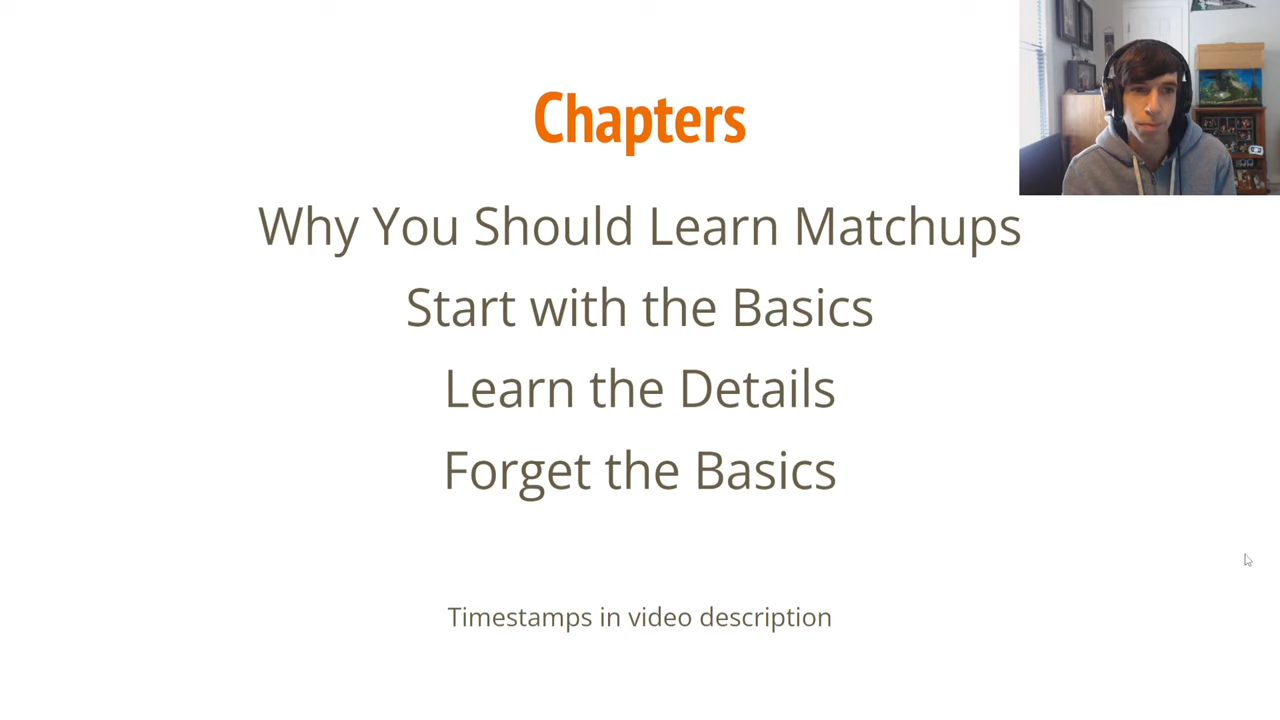 Chapters
Why You Should Learn Matchups
Start with the Basics
Learn the Details
Forget the Basics
Timestamps in video description